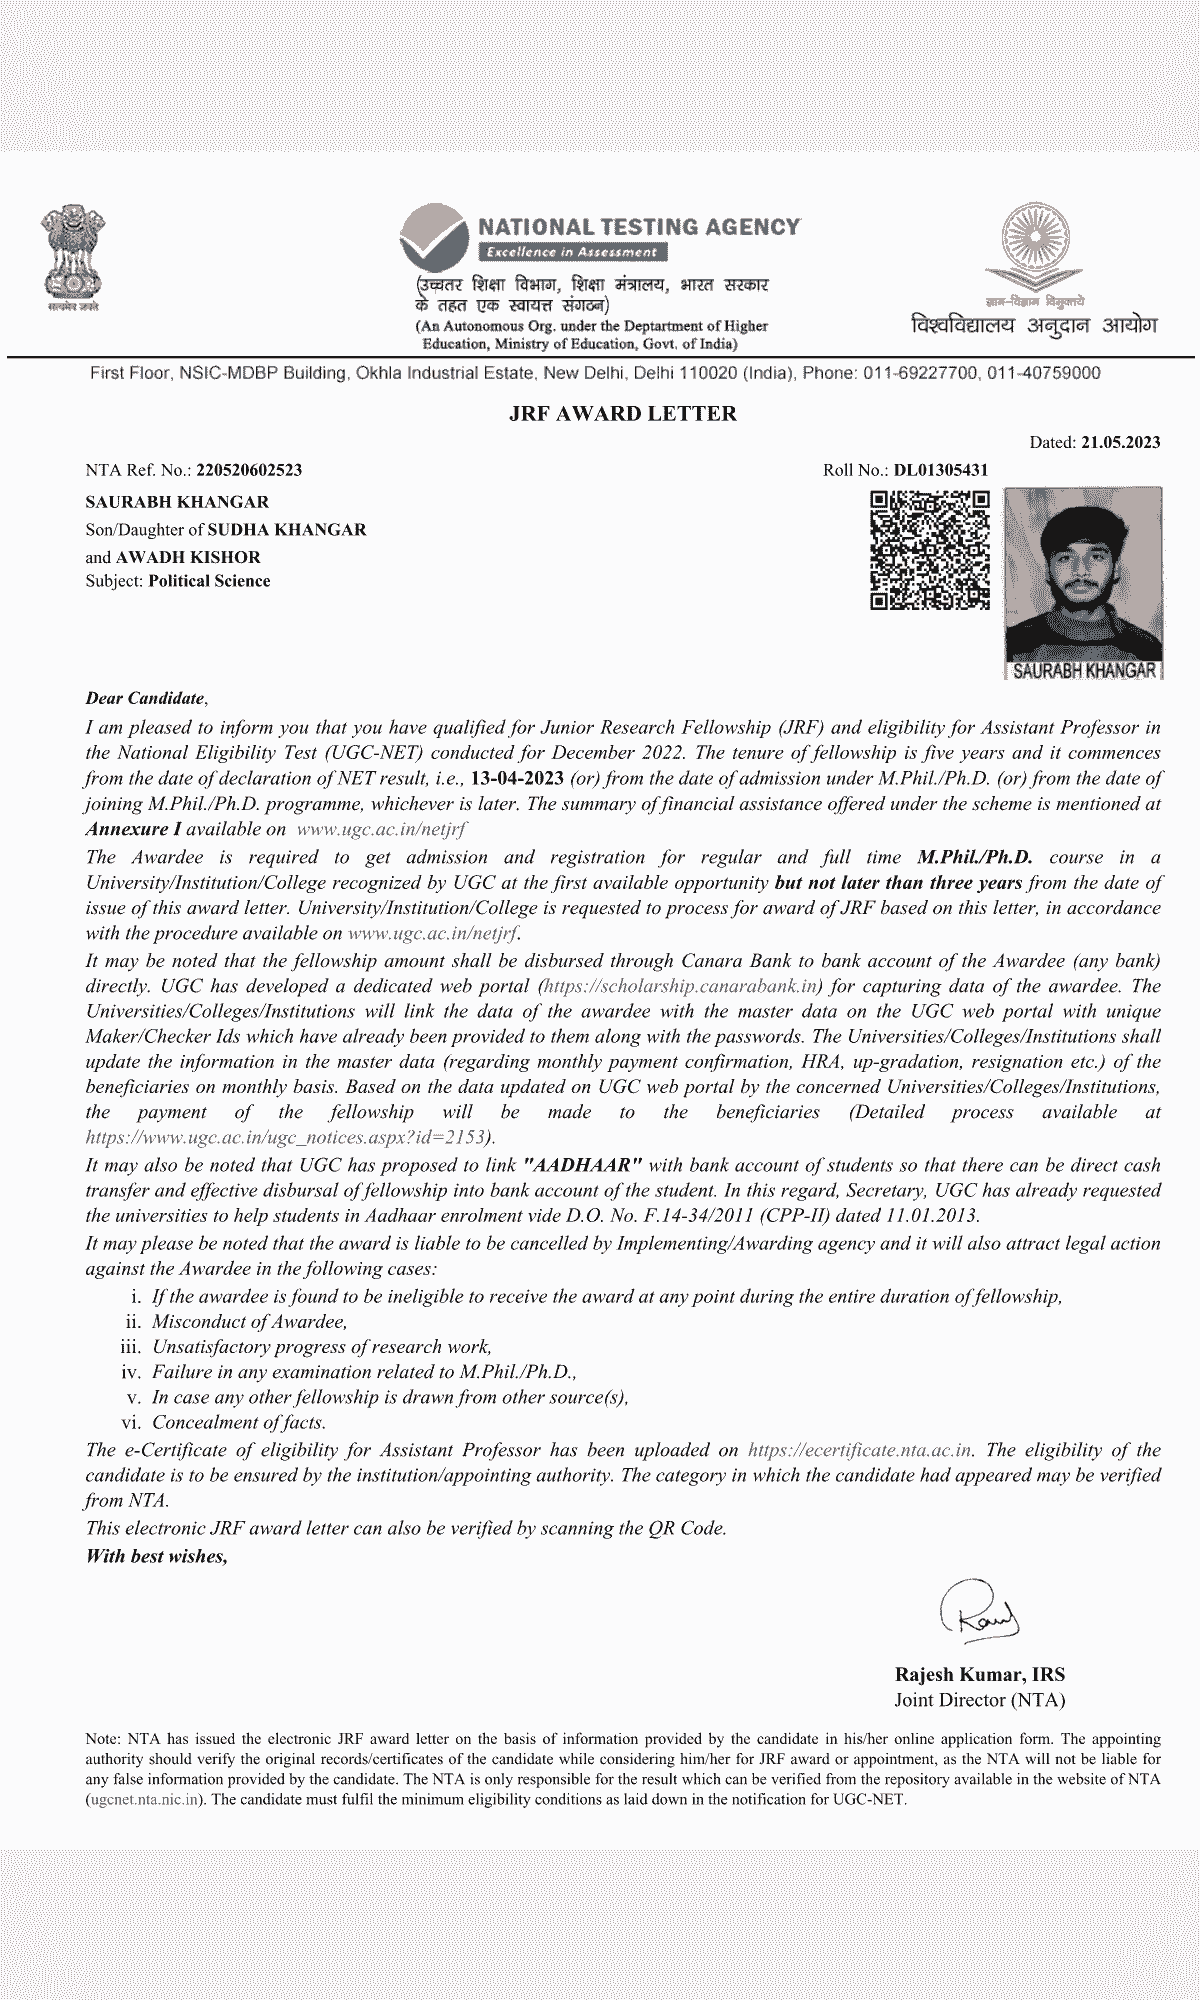 सत्यमेव जयते
NATIONAL TESTING AGENCY
Excellence in Assessment
(उच्चतर शिक्षा विभाग, शिक्षा मंत्रालय, भारत सरकार
के तहत एक स्वायत्त संगठन)
(An Autonomous Org. under the Deptartment of Higher
Education, Ministry of Education, Govt. of India)
ज्ञान-विज्ञान विमुक्तये
विश्वविद्यालय अनुदान आयोग
First Floor, NSIC-MDBP Building, Okhla Industrial Estate, New Delhi, Delhi 110020 (India), Phone: 011-69227700, 011-40759000
JRF AWARD LETTER
Dated: 21.05.2023
NTA Ref. No.: 220520602523
Roll No.: DL01305431
SAURABH KHANGAR
Son/Daughter of SUDHA KHANGAR
and AWADH KISHOR
Subject: Political Science
SAURABH KHANGAR
Dear Candidate,
I am pleased to inform you that you have qualified for Junior Research Fellowship (JRF) and eligibility for Assistant Professor in
the National Eligibility Test (UGC-NET) conducted for December 2022. The tenure of fellowship is five years and it commences
from the date of declaration of NET result, i.e., 13-04-2023 (or) from the date of admission under M.Phil./Ph.D. (or) from the date of
joining M.Phil./Ph.D. programme, whichever is later. The summary of financial assistance offered under the scheme is mentioned at
Annexure I available on www.ugc.ac.in/netjrf
The Awardee is required to get admission and registration for regular and full time M.Phil./Ph.D. course in a
University/Institution/College recognized by UGC at the first available opportunity but not later than three years from the date of
issue of this award letter. University/Institution/College is requested to process for award of JRF based on this letter, in accordance
with the procedure available on www.ugc.ac.in/netjrf.
It may be noted that the fellowship amount shall be disbursed through Canara Bank to bank account of the Awardee (any bank)
directly. UGC has developed a dedicated web portal (https://scholarship.canarabank.in) for capturing data of the awardee. The
Universities/Colleges/Institutions will link the data of the awardee with the master data on the UGC web portal with unique
Maker/Checker Ids which have already been provided to them along with the passwords. The Universities/Colleges/Institutions shall
update the information in the master data (regarding monthly payment confirmation, HRA, up-gradation, resignation etc.) of the
beneficiaries on monthly basis. Based on the data updated on UGC web portal by the concerned Universities/Colleges/Institutions,
the payment of the fellowship will be made to the beneficiaries (Detailed process available at
https://www.ugc.ac.in/ugc_notices.aspx?id=2153).
It may also be noted that UGC has proposed to link "AADHAAR" with bank account of students so that there can be direct cash
transfer and effective disbursal of fellowship into bank account of the student. In this regard, Secretary, UGC has already requested
the universities to help students in Aadhaar enrolment vide D.O. No. F.14-34/2011 (CPP-II) dated 11.01.2013.
It may please be noted that the award is liable to be cancelled by Implementing/Awarding agency and it will also attract legal action
against the Awardee in the following cases:
i. If the awardee is found to be ineligible to receive the award at any point during the entire duration of fellowship,
ii. Misconduct of Awardee,
iii. Unsatisfactory progress of research work,
iv. Failure in any examination related to M.Phil./Ph.D.,
v. In case any other fellowship is drawn from other source(s),
vi. Concealment of facts.
The e-Certificate of eligibility for Assistant Professor has been uploaded on https://ecertificate.nta.ac.in. The eligibility of the
candidate is to be ensured by the institution/appointing authority. The category in which the candidate had appeared may be verified
from NTA.
This electronic JRF award letter can also be verified by scanning the QR Code.
With best wishes,
Rajesh Kumar, IRS
Joint Director (NTA)
Note: NTA has issued the electronic JRF award letter on the basis of information provided by the candidate in his/her online application form. The appointing
authority should verify the original records/certificates of the candidate while considering him/her for JRF award or appointment, as the NTA will not be liable for
any false information provided by the candidate. The NTA is only responsible for the result which can be verified from the repository available in the website of NTA
(ugcnet.nta.nic.in). The candidate must fulfil the minimum eligibility conditions as laid down in the notification for UGC-NET.